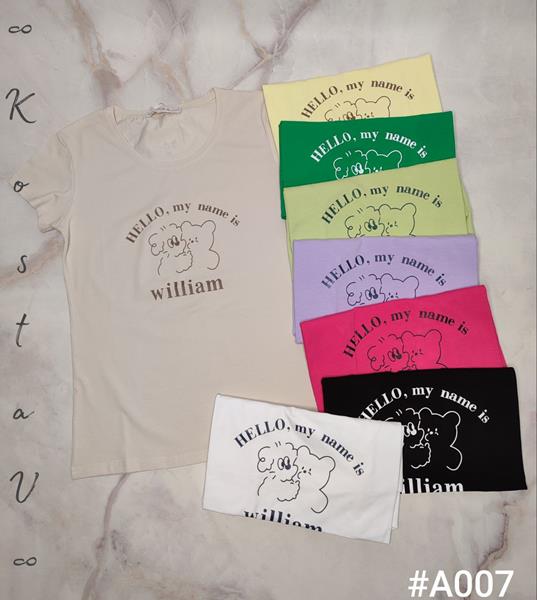 ∞ K o s t a V ∞
HELLO, my name is
william
HELLO, my name is
HELLO, my name is
HELLO, my name is
HELLO, my name is
HELLO, my name is
HELLO, my name is
william
HELLO, my name is
william
#A007